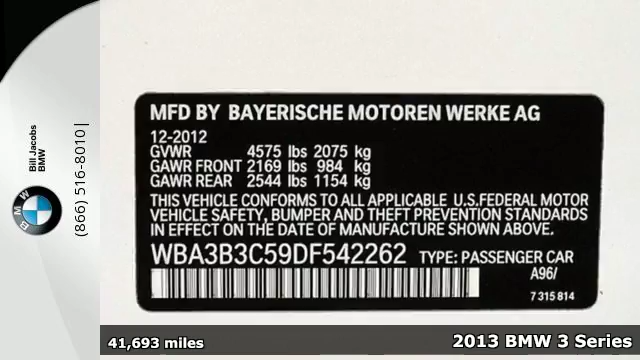 Bill Jacobs
BMW
BMW
(866) 516-8010|
MFD BY BAYERISCHE MOTOREN WERKE AG
12-2012
GVWR 4575 lbs 2075 kg
GAWR FRONT 2169 lbs 984 kg
GAWR REAR 2544 lbs 1154 kg
THIS VEHICLE CONFORMS TO ALL APPLICABLE U.S.FEDERAL MOTOR
VEHICLE SAFETY, BUMPER AND THEFT PREVENTION STANDARDS
IN EFFECT ON THE DATE OF MANUFACTURE SHOWN ABOVE.
WBA3B3C59DF542262 TYPE: PASSENGER CAR
A96/
7 315 814
41,693 miles
2013 BMW 3 Series